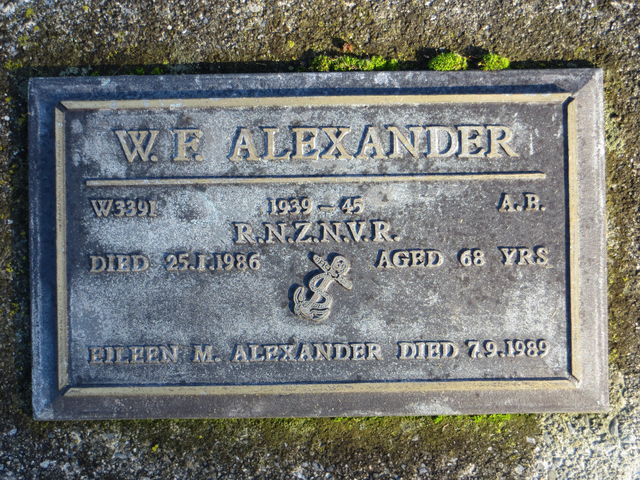 W. F. ALEXANDER
W3391 1939 – 45 A.B.
R.N.Z.N.V.R.
DIED 25.1.1986 AGED 68 YRS
EILEEN M. ALEXANDER DIED 7.9.1989